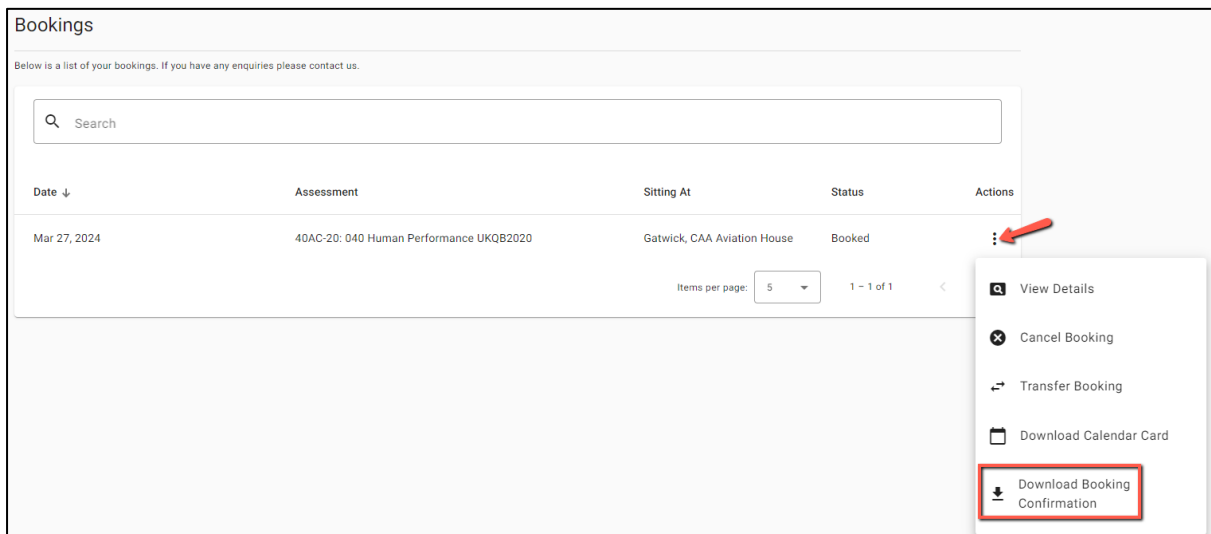 Bookings
Below is a list of your bookings. If you have any enquiries please contact us.
Search
Date ↓ Assessment Sitting At Status Actions
Mar 27, 2024 40AC-20: 040 Human Performance UKQB2020 Gatwick, CAA Aviation House Booked
Items per page: 5 1 – 1 of 1
View Details
Cancel Booking
Transfer Booking
Download Calendar Card
Download Booking
Confirmation